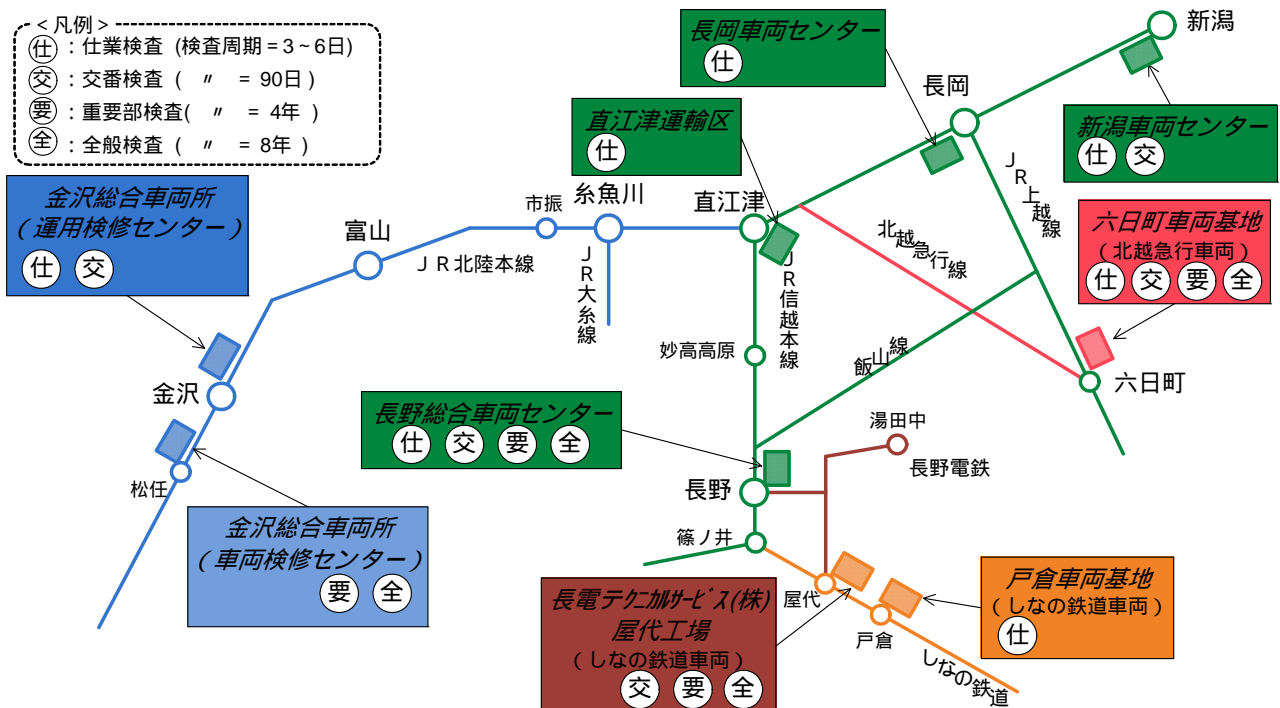 ＜凡例＞
仕：仕業検査 (検査周期＝3～6日)
交：交番検査 ( 〃 ＝90日 )
要：重要部検査( 〃 ＝4年 )
全：全般検査 ( 〃 ＝8年 )
長岡車両センター
仕
新潟
長岡
直江津運輸区
仕
新潟車両センター
仕 交
金沢総合車両所
(運用検修センター)
仕 交
富山
市振
糸魚川
直江津
ＪＲ北陸本線
ＪＲ大糸線
ＪＲ信越本線
北越急行線
ＪＲ上越線
六日町車両基地
(北越急行車両)
仕 交 要 全
妙高高原
飯山線
六日町
金沢
長野総合車両センター
仕 交 要 全
湯田中
長野電鉄
松任
長野
金沢総合車両所
(車両検修センター)
要 全
篠ノ井
長電テクニカルサービス(株)
屋代工場
(しなの鉄道車両)
交 要 全
屋代
戸倉
戸倉車両基地
(しなの鉄道車両)
仕
しなの鉄道